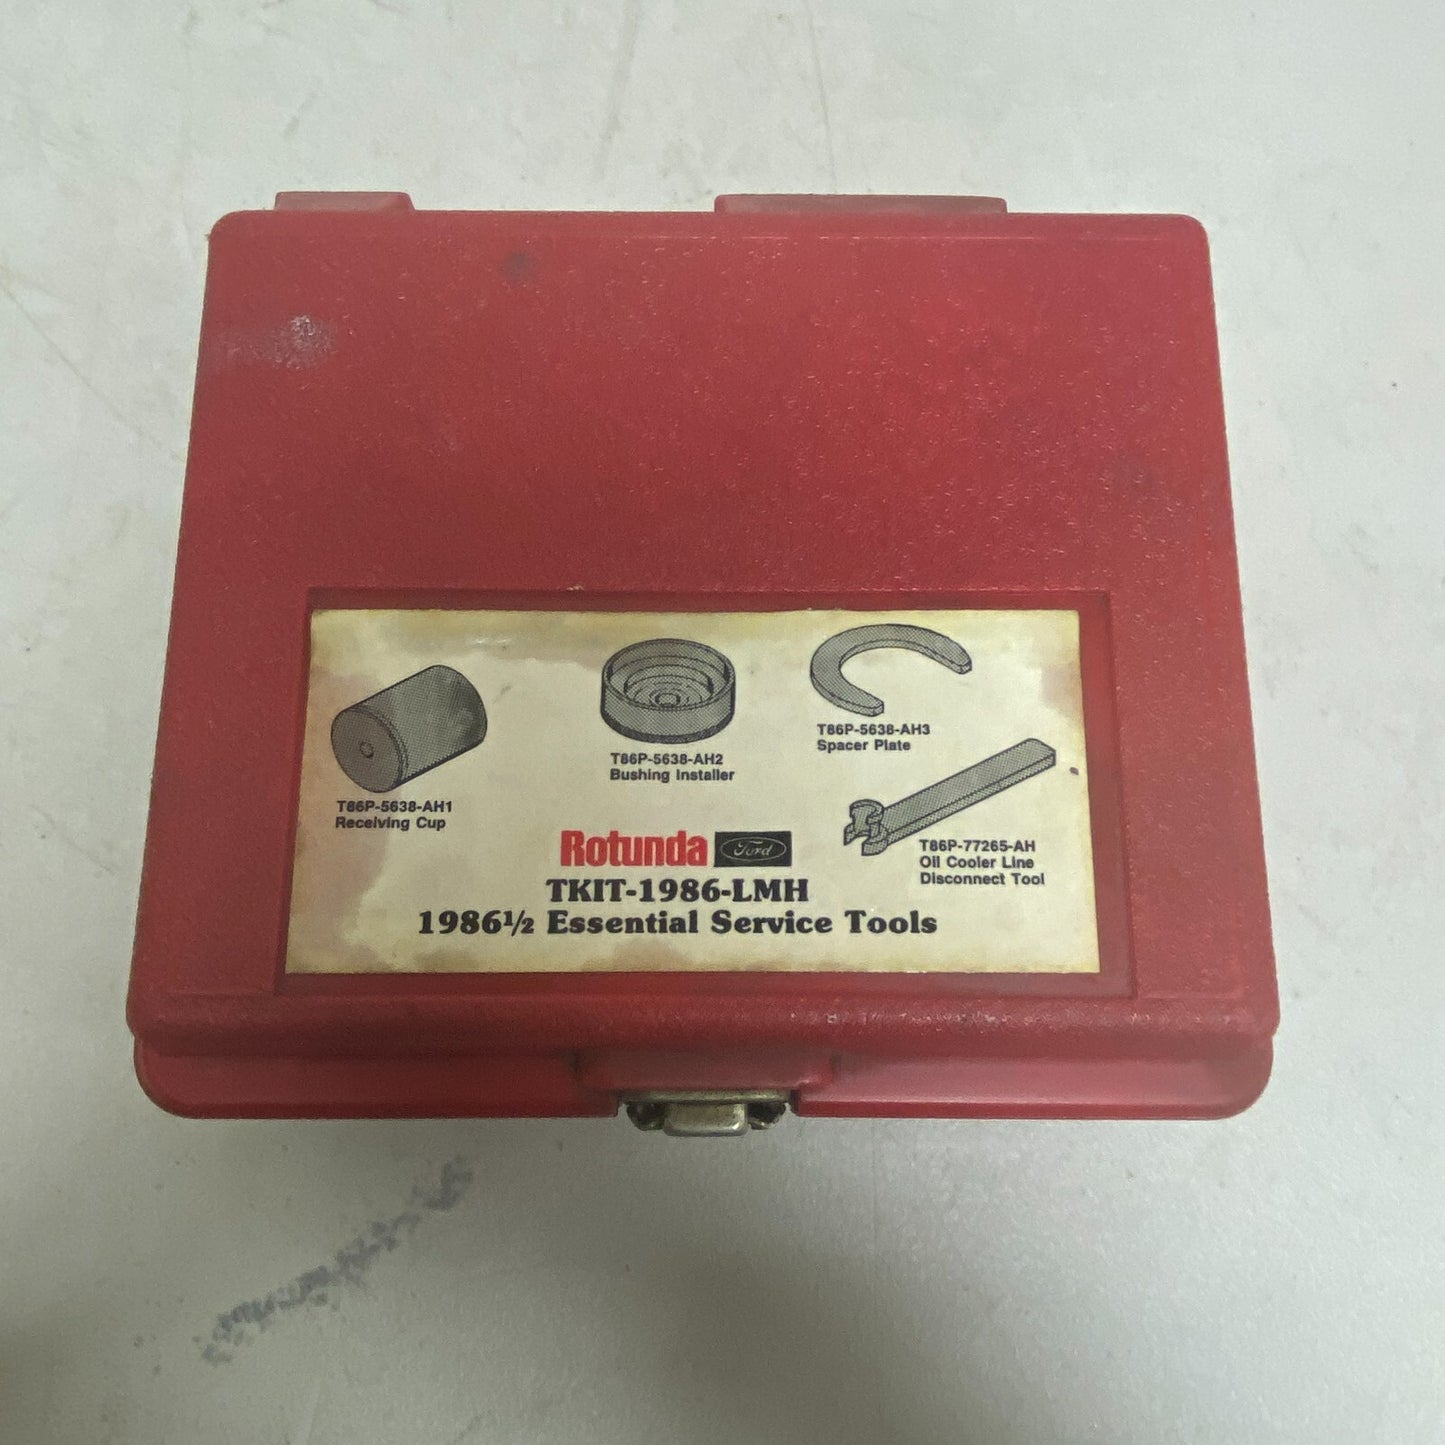 T86P-5638-AH1
Receiving Cup
T86P-5638-AH2
Bushing Installer
T86P-5638-AH3
Spacer Plate
T86P-77265-AH
Oil Cooler Line
Disconnect Tool
Rotunda Ford
TKIT-1986-LMH
1986½ Essential Service Tools